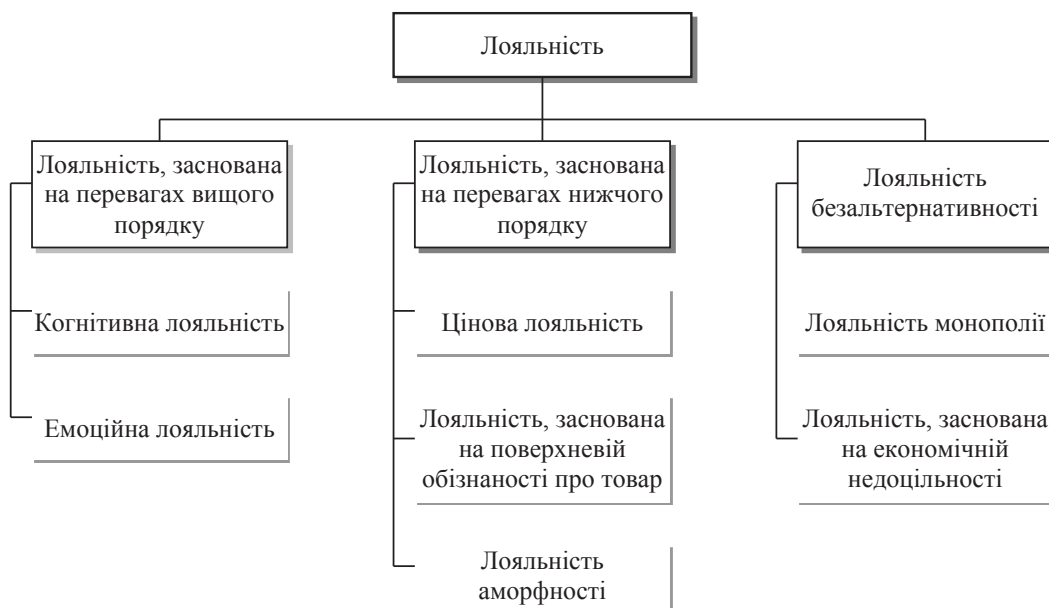 Лояльність
Лояльність, заснована
на перевагах вищого
порядку
Когнітивна лояльність
Емоційна лояльність
Лояльність, заснована
на перевагах нижчого
порядку
Цінова лояльність
Лояльність, заснована
на поверхневій
обізнаності про товар
Лояльність
аморфності
Лояльність
безальтернативності
Лояльність монополії
Лояльність, заснована
на економічній
недоцільності